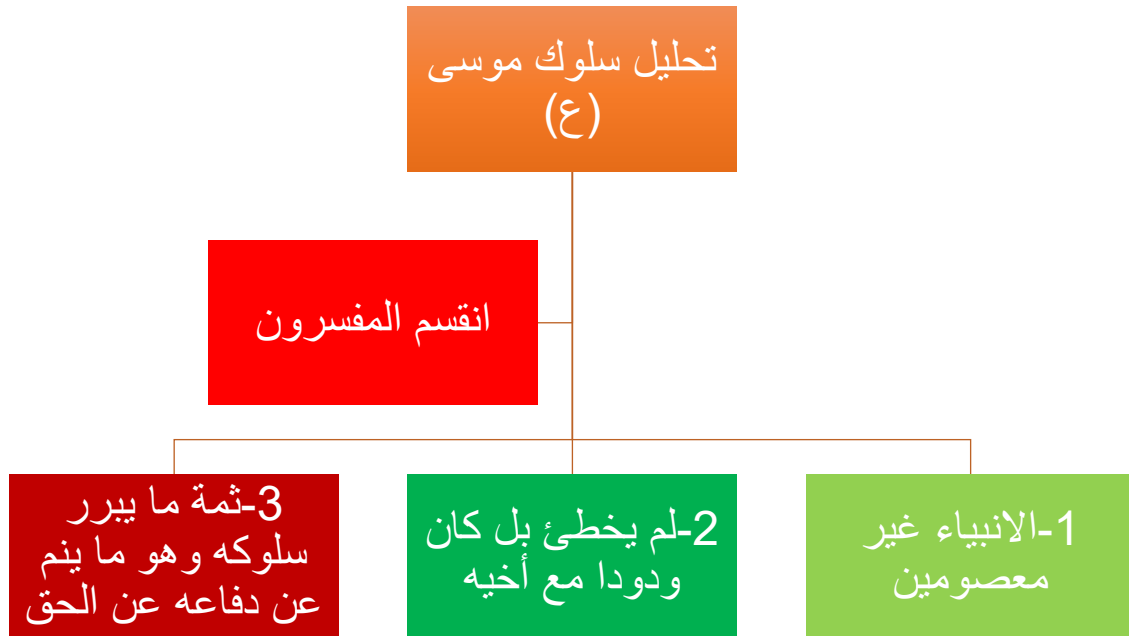 تحليل سلوك موسى
(ع)
انقسم المفسرون
1-الانبياء غير
معصومين
2-لم يخطئ بل كان
ودودا مع أخيه
3-ثمة ما يبرر
سلوكه وهو ما ينم
عن دفاعه عن الحق